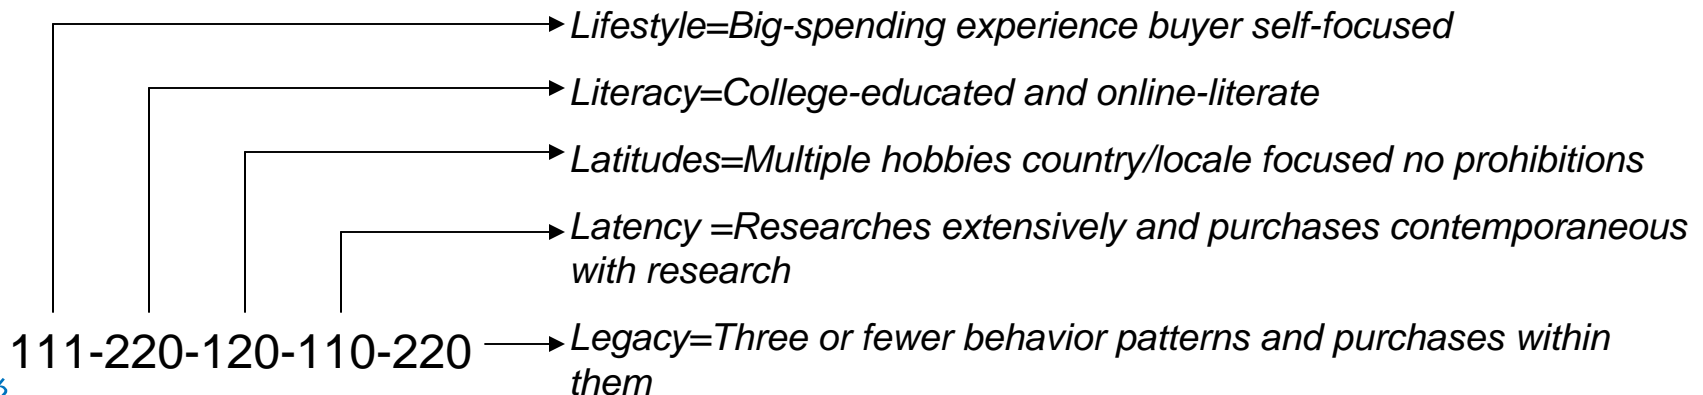 Lifestyle=Big-spending experience buyer self-focused
Literacy=College-educated and online-literate
Latitudes=Multiple hobbies country/locale focused no prohibitions
Latency =Researches extensively and purchases contemporaneous
with research
111-220-120-110-220
Legacy=Three or fewer behavior patterns and purchases within
them